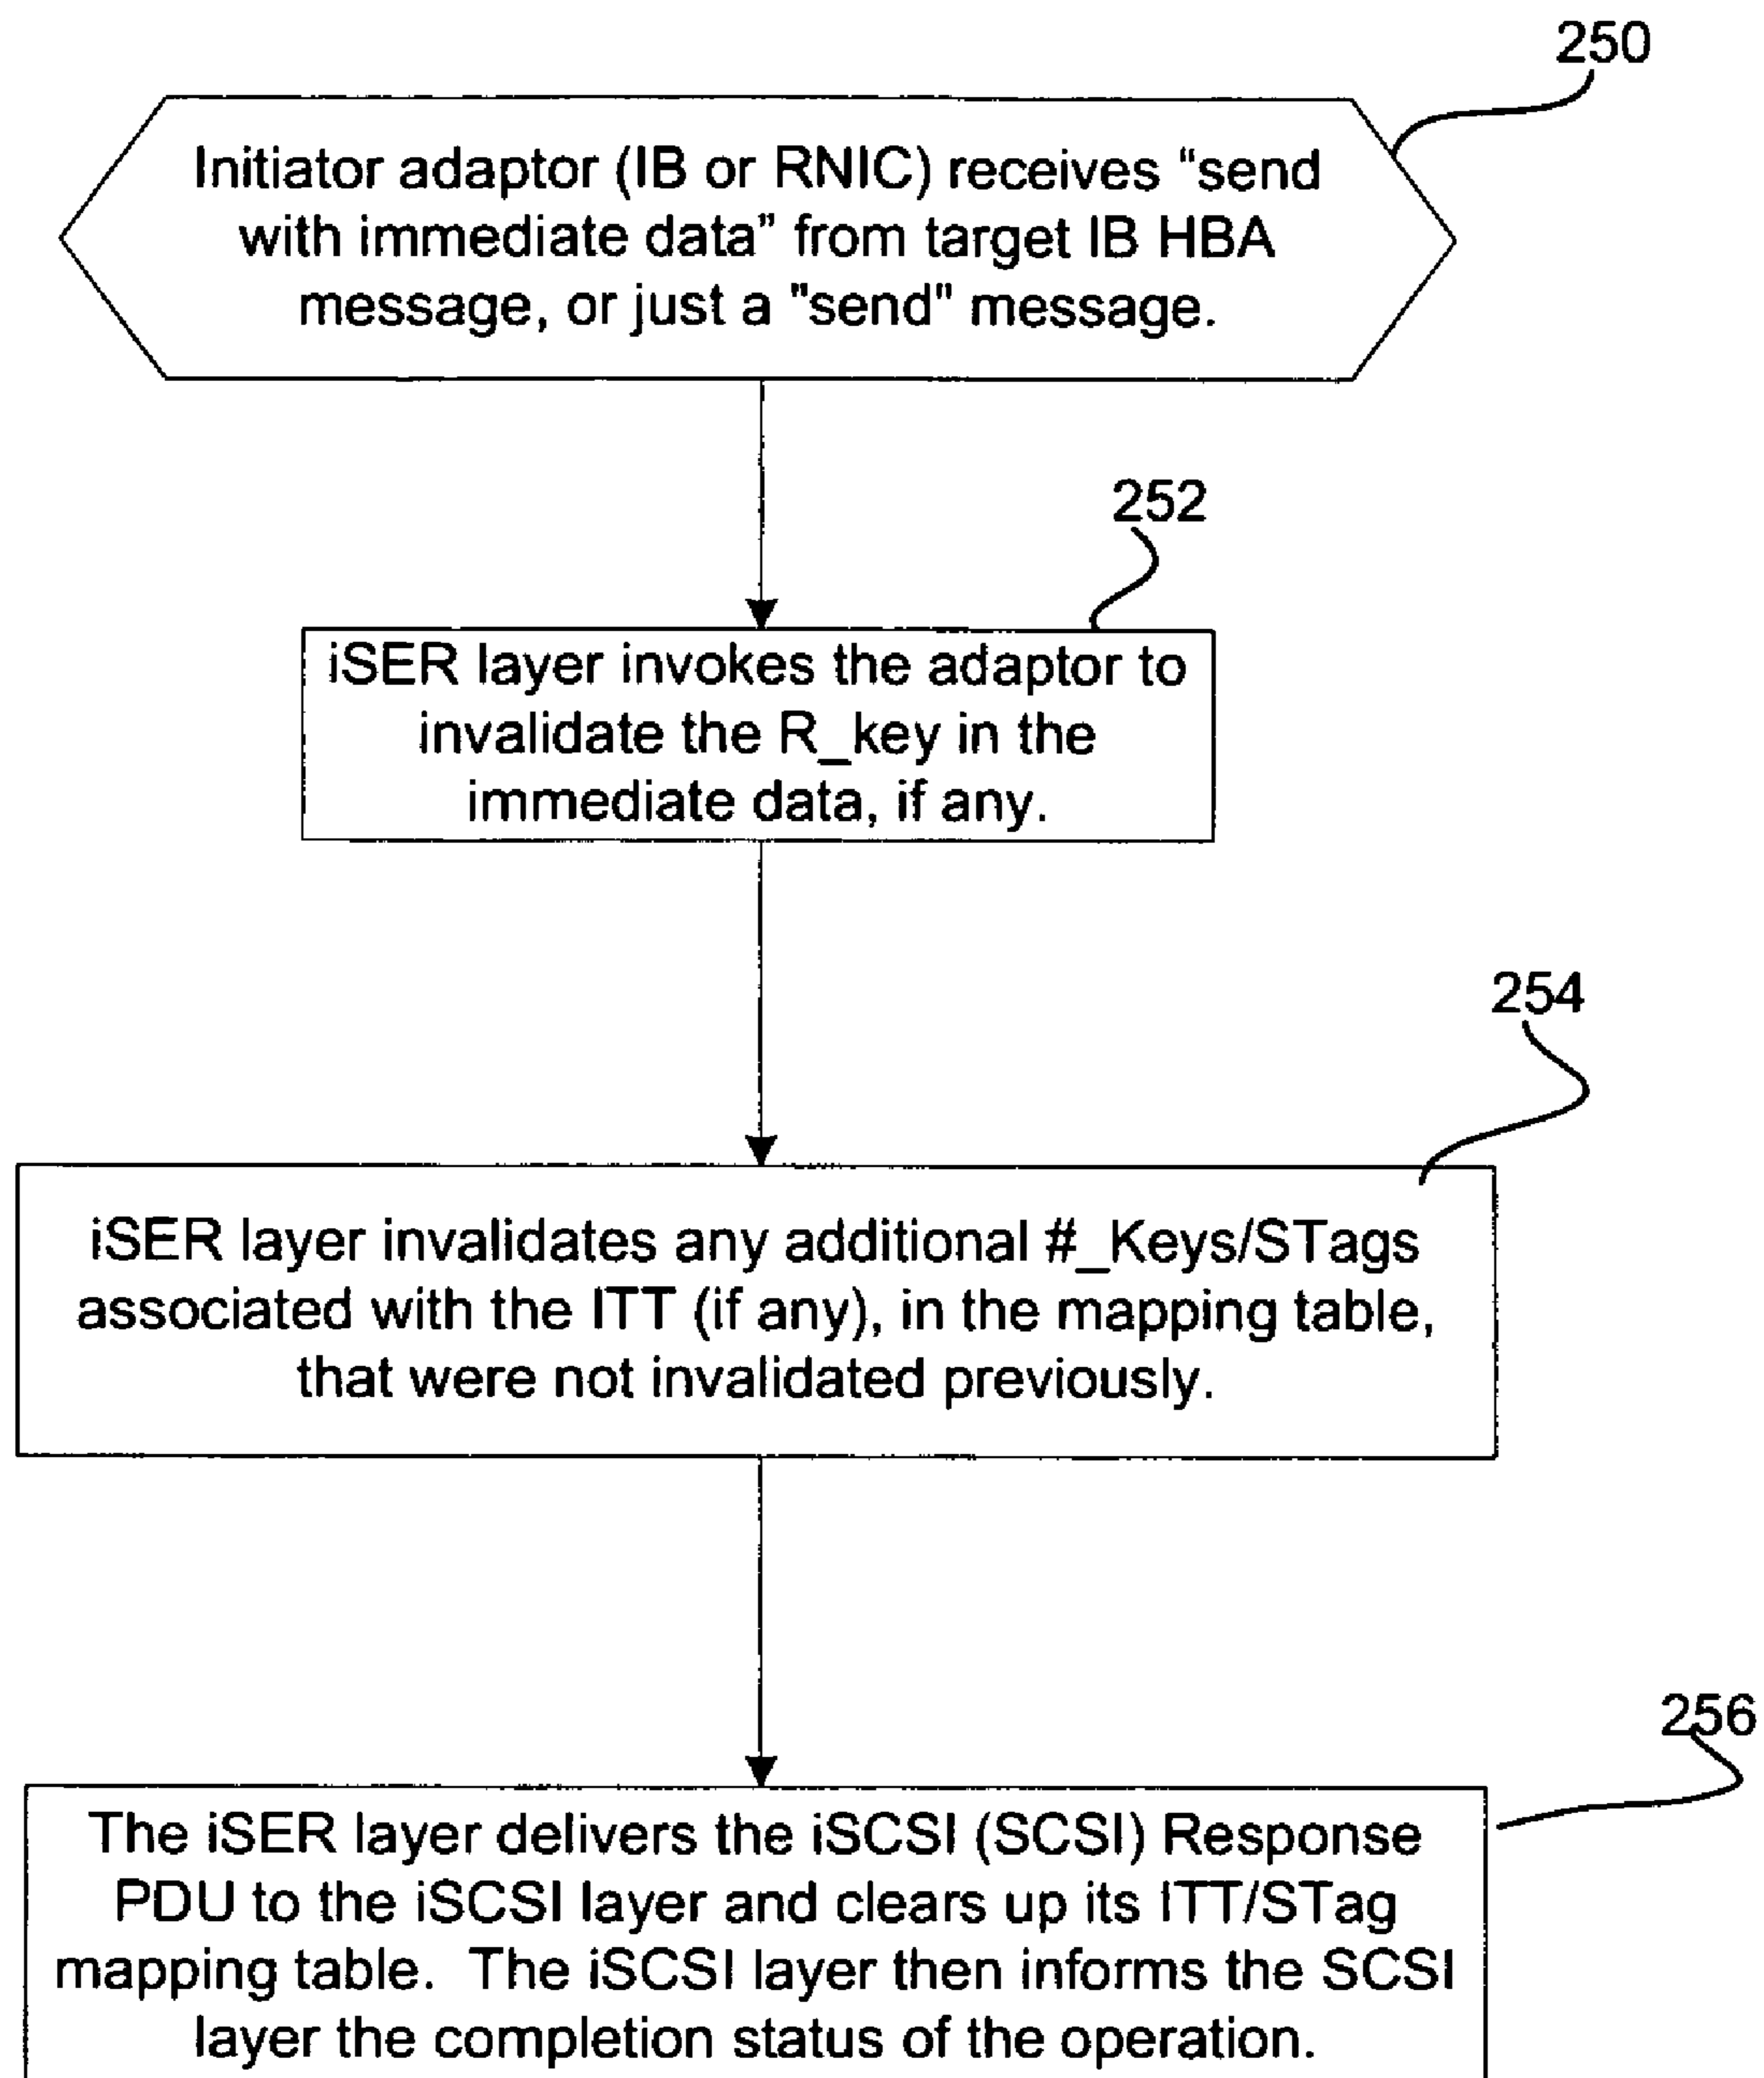 250
Initiator adaptor (IB or RNIC) receives “send
with immediate data” from target IB HBA
message, or just a "send" message.
252
iSER layer invokes the adaptor to
invalidate the R_key in the
immediate data, if any.
254
iSER layer invalidates any additional #_Keys/STags
associated with the ITT (if any), in the mapping table,
that were not invalidated previously.
256
The iSER layer delivers the iSCSI (SCSI) Response
PDU to the iSCSI layer and clears up its ITT/STag
mapping table.  The iSCSI layer then informs the SCSI
layer the completion status of the operation.